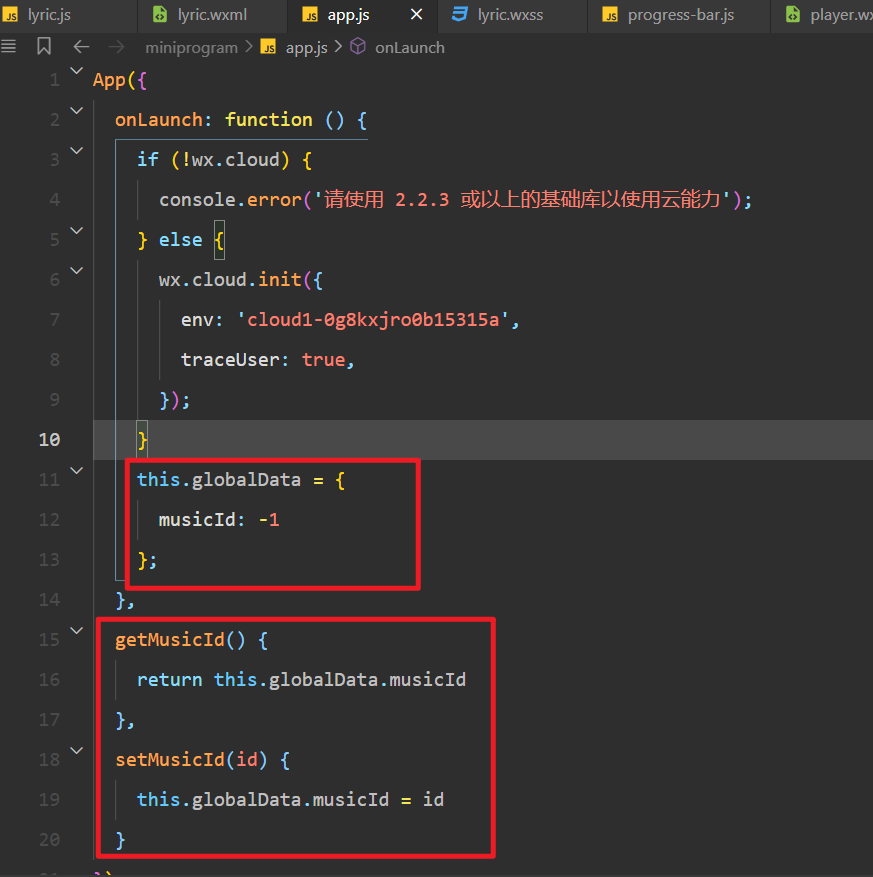 JS lyric.js lyric.wxml JS app.js × lyric.wxss JS progress-bar.js player.wx
miniprogram > JS app.js > onLaunch
1 App({
2 onLaunch: function () {
3 if (!wx.cloud) {
4 console.error('请使用 2.2.3 或以上的基础库以使用云能力');
5 } else {
6 wx.cloud.init({
7 env: 'cloud1-0g8kxjro0b15315a',
8 traceUser: true,
9 });
10 }
11 this.globalData = {
12 musicId: -1
13 };
14 },
15 getMusicId() {
16 return this.globalData.musicId
17 },
18 setMusicId(id) {
19 this.globalData.musicId = id
20 }